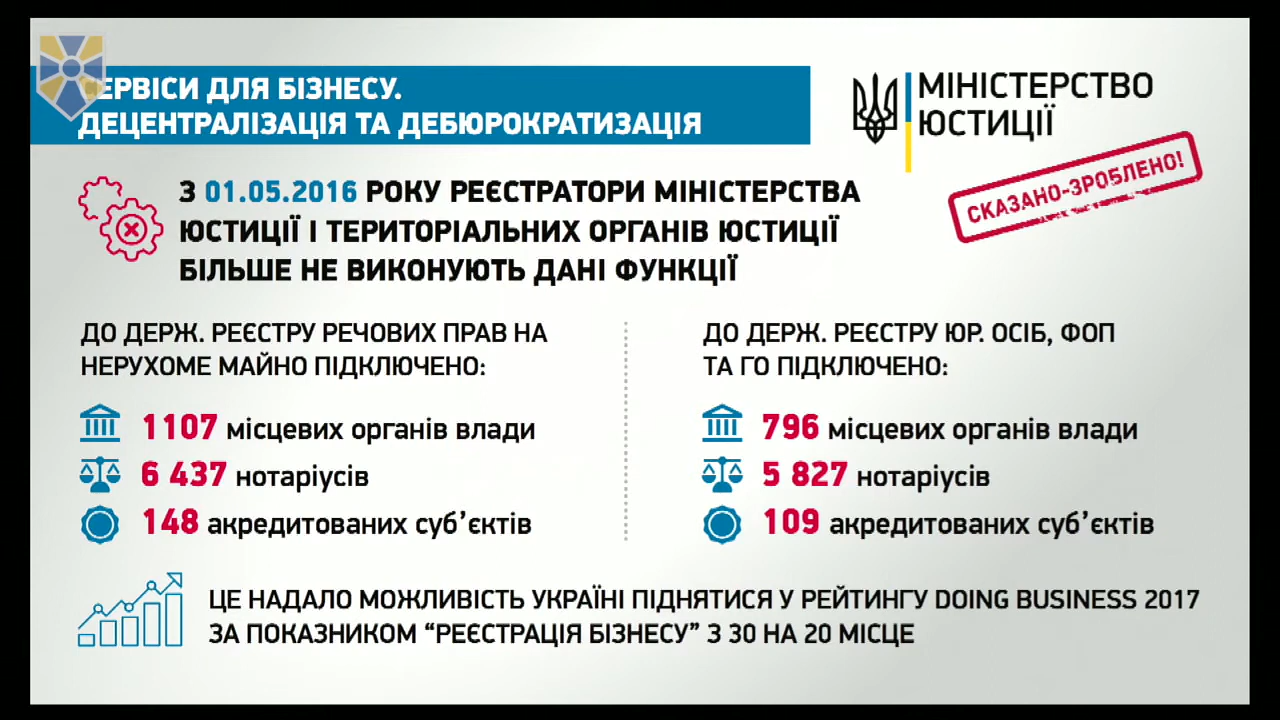 СЕРВІСИ ДЛЯ БІЗНЕСУ.
ДЕЦЕНТРАЛІЗАЦІЯ ТА ДЕБЮРОКРАТИЗАЦІЯ
МІНІСТЕРСТВО
ЮСТИЦІЇ
СКАЗАНО-ЗРОБЛЕНО!
З 01.05.2016 РОКУ РЕЄСТРАТОРИ МІНІСТЕРСТВА
ЮСТИЦІЇ І ТЕРИТОРІАЛЬНИХ ОРГАНІВ ЮСТИЦІЇ
БІЛЬШЕ НЕ ВИКОНУЮТЬ ДАНІ ФУНКЦІЇ
ДО ДЕРЖ. РЕЄСТРУ РЕЧОВИХ ПРАВ НА
НЕРУХОМЕ МАЙНО ПІДКЛЮЧЕНО:
1107 місцевих органів влади
6 437 нотаріусів
148 акредитованих суб’єктів
ДО ДЕРЖ. РЕЄСТРУ ЮР. ОСІБ, ФОП
ТА ГО ПІДКЛЮЧЕНО:
796 місцевих органів влади
5 827 нотаріусів
109 акредитованих суб’єктів
ЦЕ НАДАЛО МОЖЛИВІСТЬ УКРАЇНІ ПІДНЯТИСЯ У РЕЙТИНГУ DOING BUSINESS 2017
ЗА ПОКАЗНИКОМ “РЕЄСТРАЦІЯ БІЗНЕСУ” З 30 НА 20 МІСЦЕ